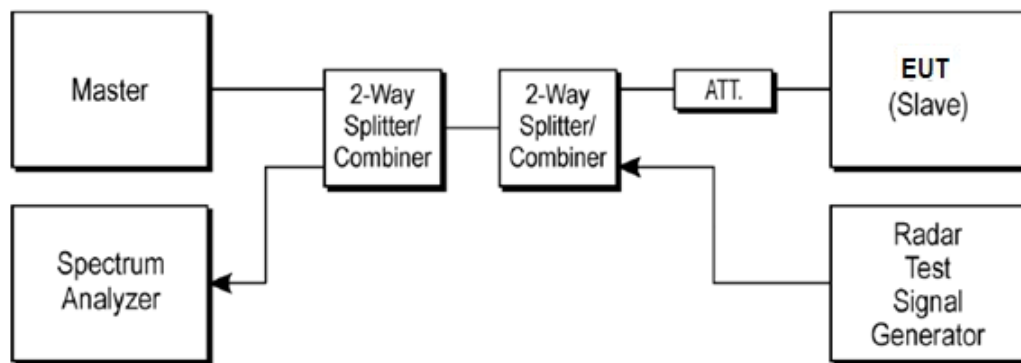 Master
2-Way
Splitter/
Combiner
2-Way
Splitter/
Combiner
ATT.
EUT
(Slave)
Spectrum
Analyzer
Radar
Test
Signal
Generator